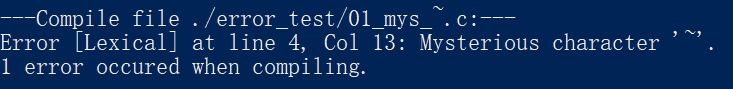 ---Compile file ./error_test/01_mys_~.c:---
Error [Lexical] at line 4, Col 13: Mysterious character '~'.
1 error occured when compiling.